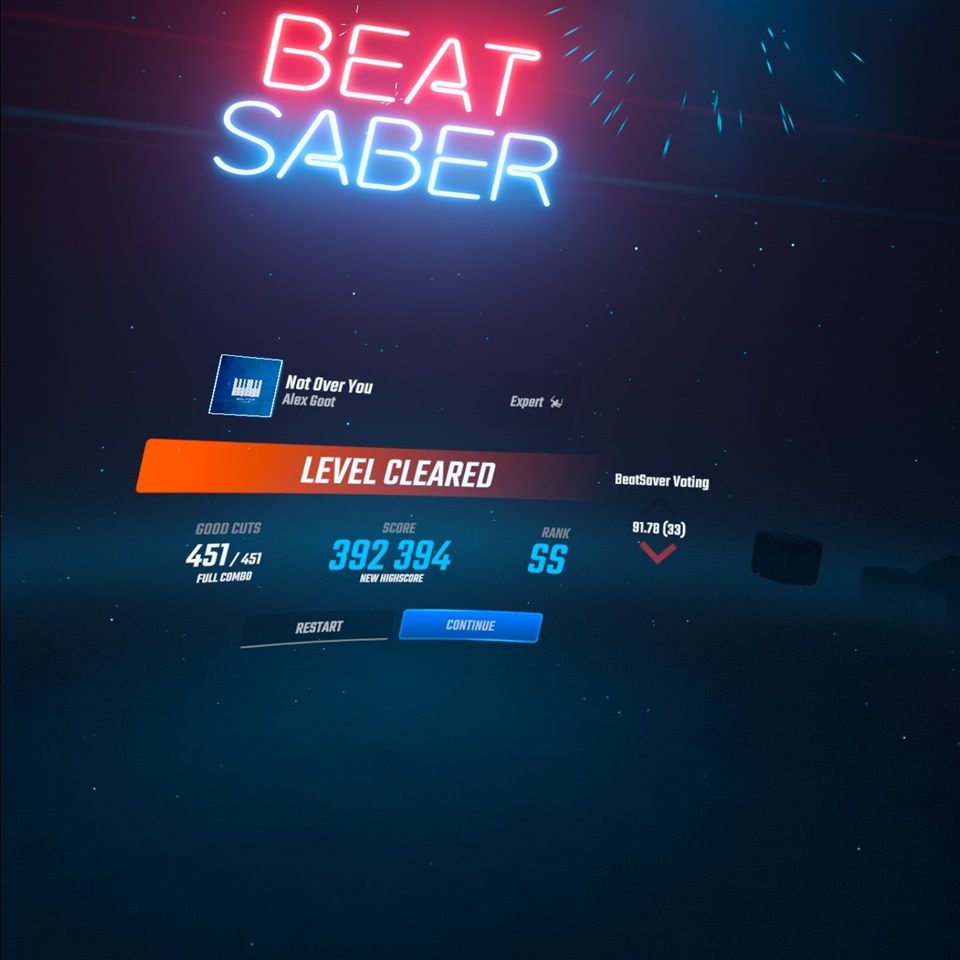 BEAT
SABER
Not Over You
Alex Goot
Expert
LEVEL CLEARED
BeatSaver Voting
GOOD CUTS
SCORE
RANK
91.78 (33)
451 / 451
392 394
SS
FULL COMBO
NEW HIGHSCORE
RESTART
CONTINUE